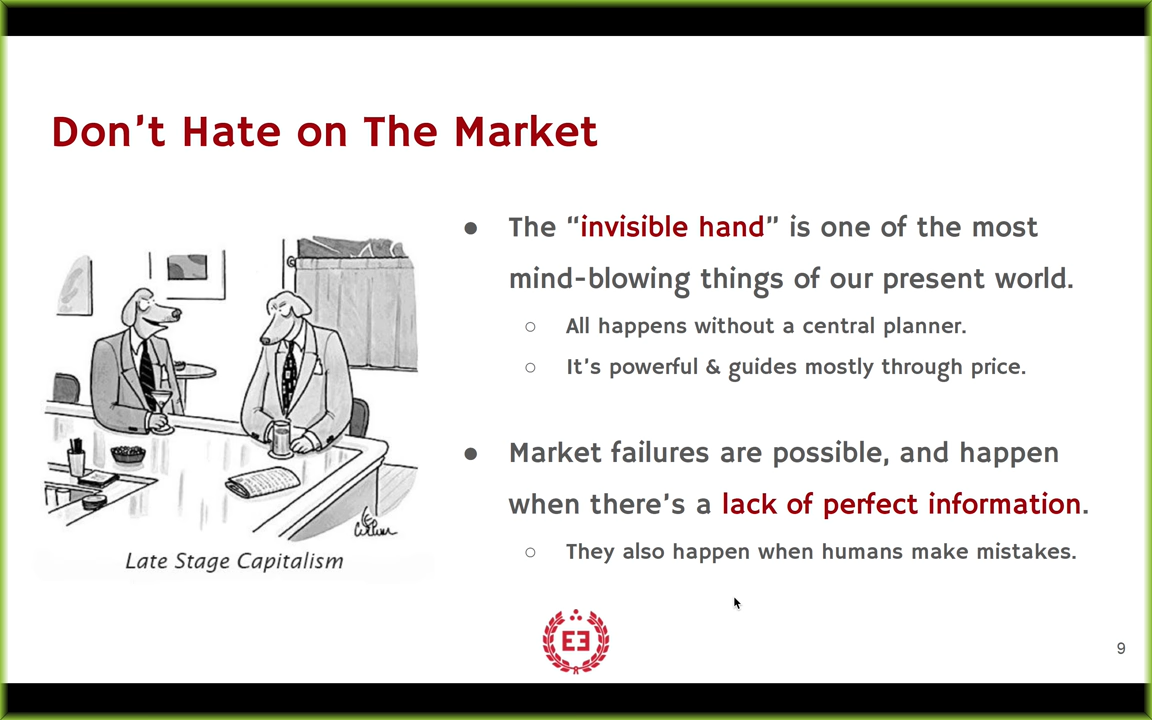 Don't Hate on The Market
● The “invisible hand” is one of the most
mind-blowing things of our present world.
○ All happens without a central planner.
○ It's powerful & guides mostly through price.
● Market failures are possible, and happen
when there's a lack of perfect information.
○ They also happen when humans make mistakes.
Late Stage Capitalism
9